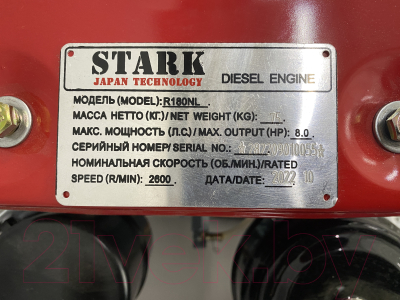 STARK
JAPAN TECHNOLOGY
DIESEL ENGINE
МОДЕЛЬ (MODEL): R180NL
МАССА НЕТТО (КГ) / NET WEIGHT (KG):
МАКС. МОЩНОСТЬ (Л.С.) / MAX. OUTPUT (HP): 8.0
СЕРИЙНЫЙ НОМЕР/ SERIAL NO.:
НОМИНАЛЬНАЯ СКОРОСТЬ (ОБ./МИН.)/RATED
SPEED (R/MIN): 2600 . DATA/DATE: 2022 10